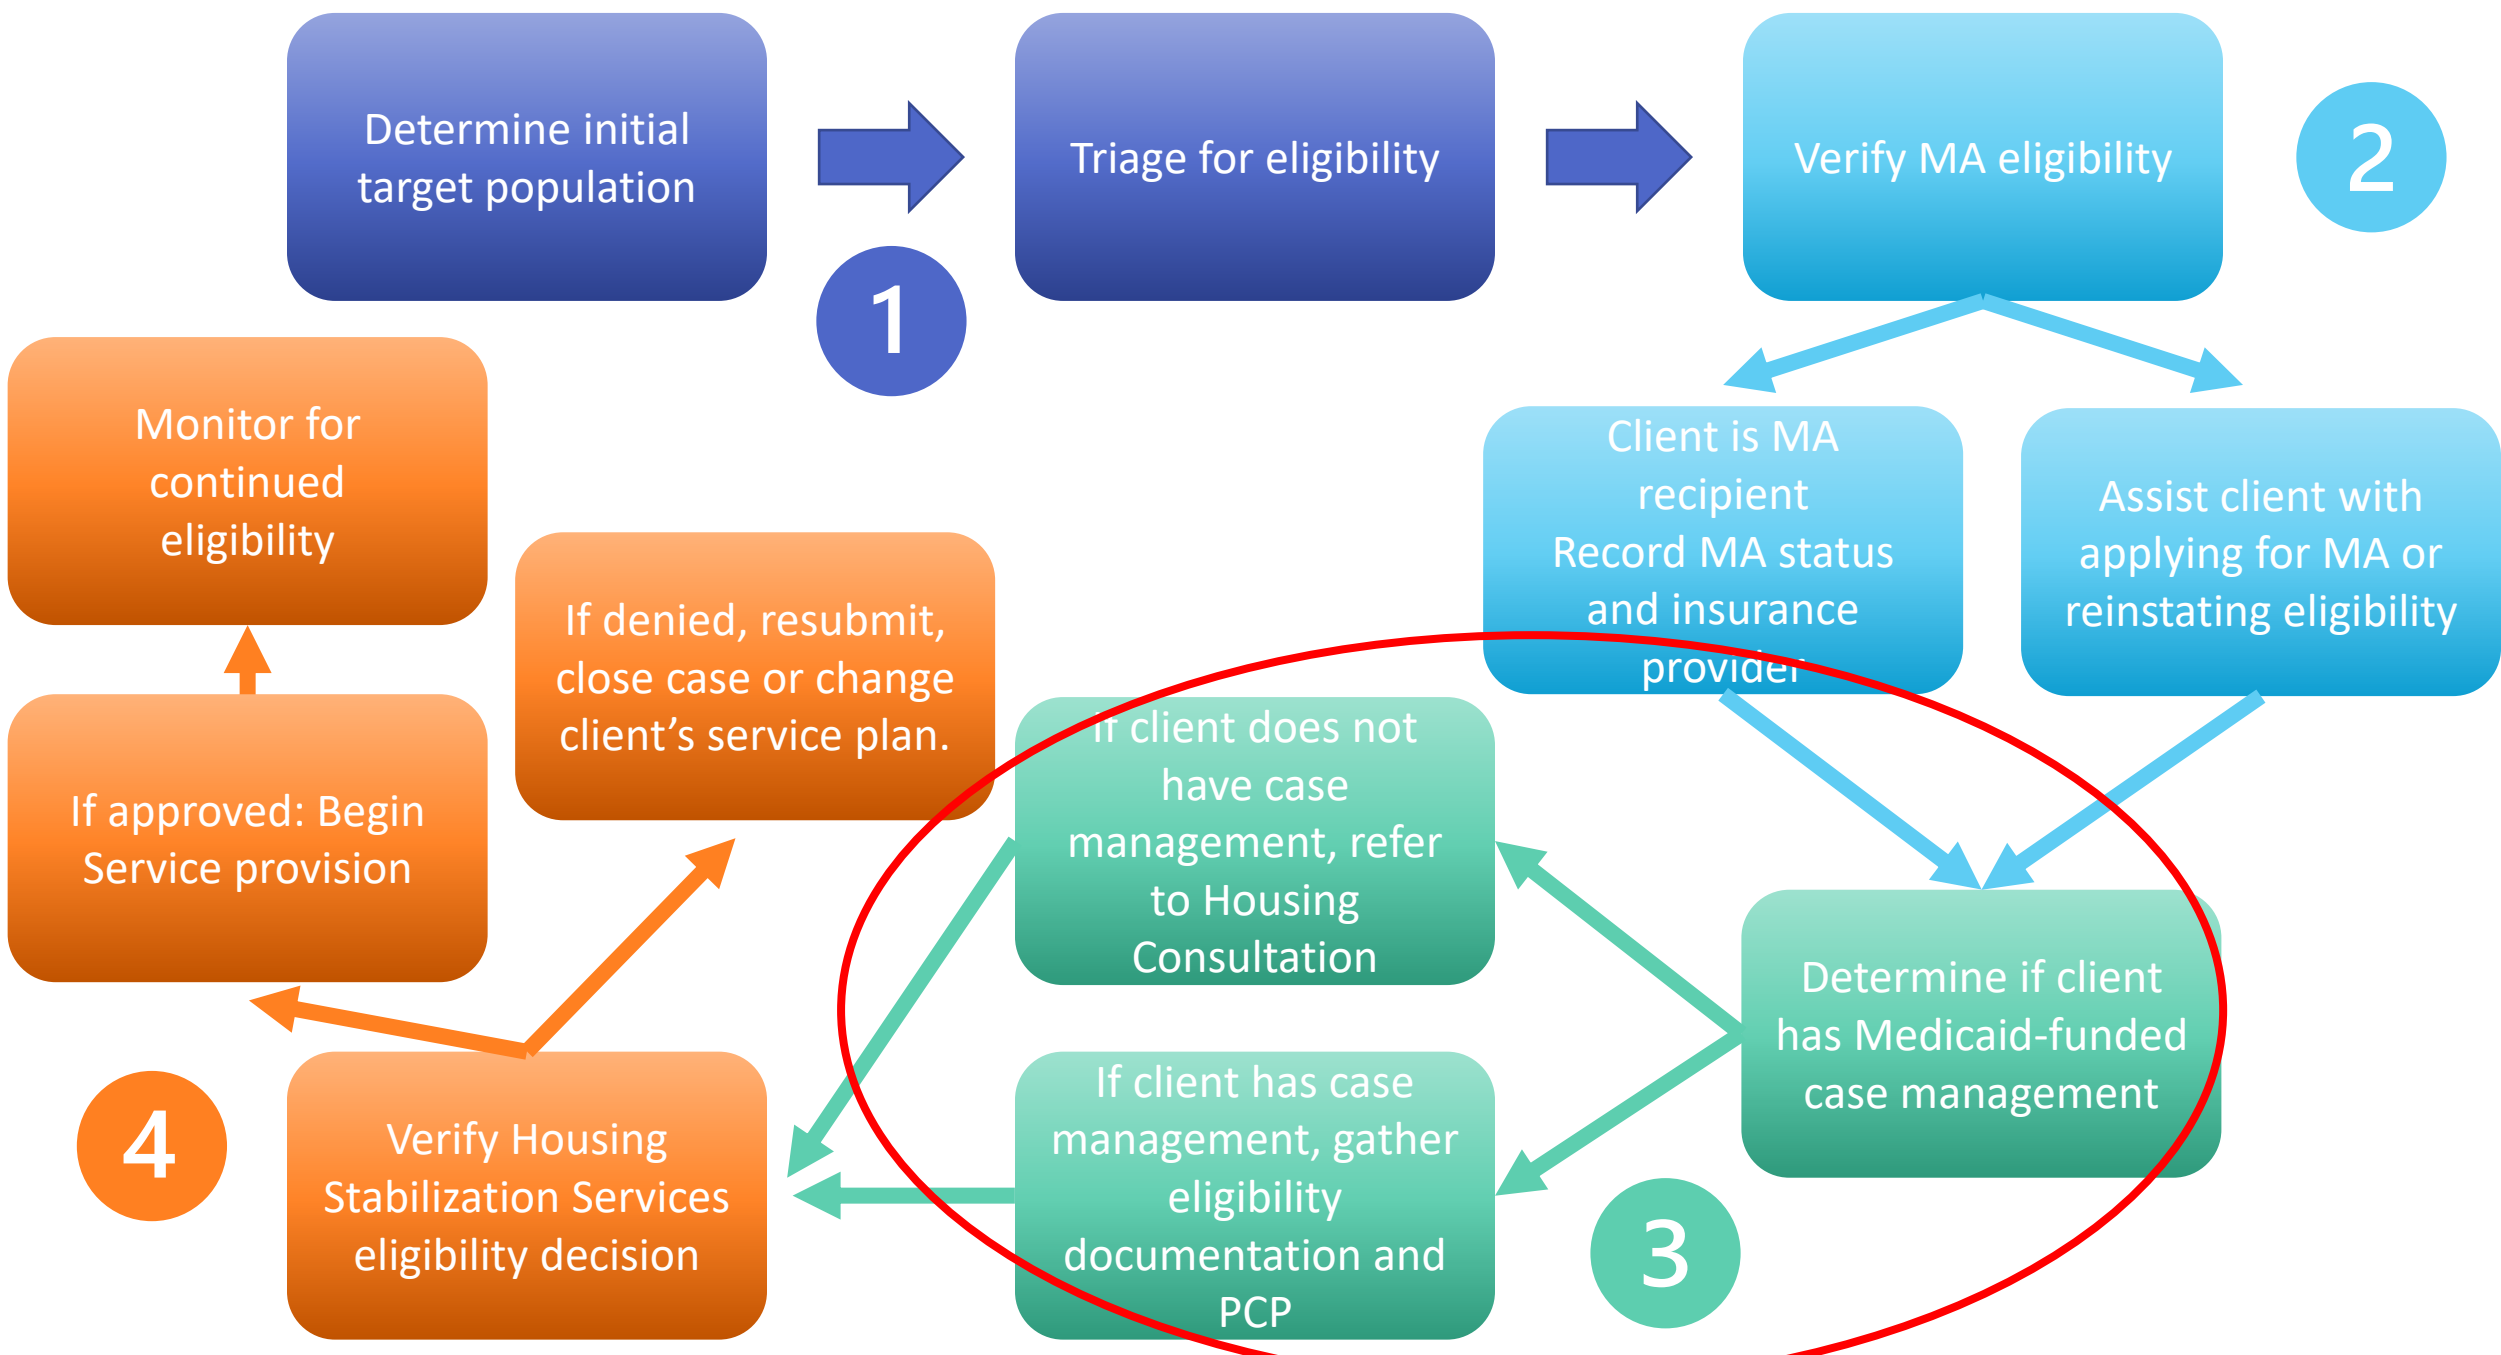 Determine initial
target population
1
Triage for eligibility
Verify MA eligibility
2
Client is MA
recipient
Record MA status
and insurance
provider
Assist client with
applying for MA or
reinstating eligibility
Determine if client
has Medicaid-funded
case management
3
If client does not
have case
management, refer
to Housing
Consultation
If client has case
management, gather
eligibility
documentation and
PCP
Verify Housing
Stabilization Services
eligibility decision
4
If denied, resubmit,
close case or change
client’s service plan.
If approved: Begin
Service provision
Monitor for
continued
eligibility